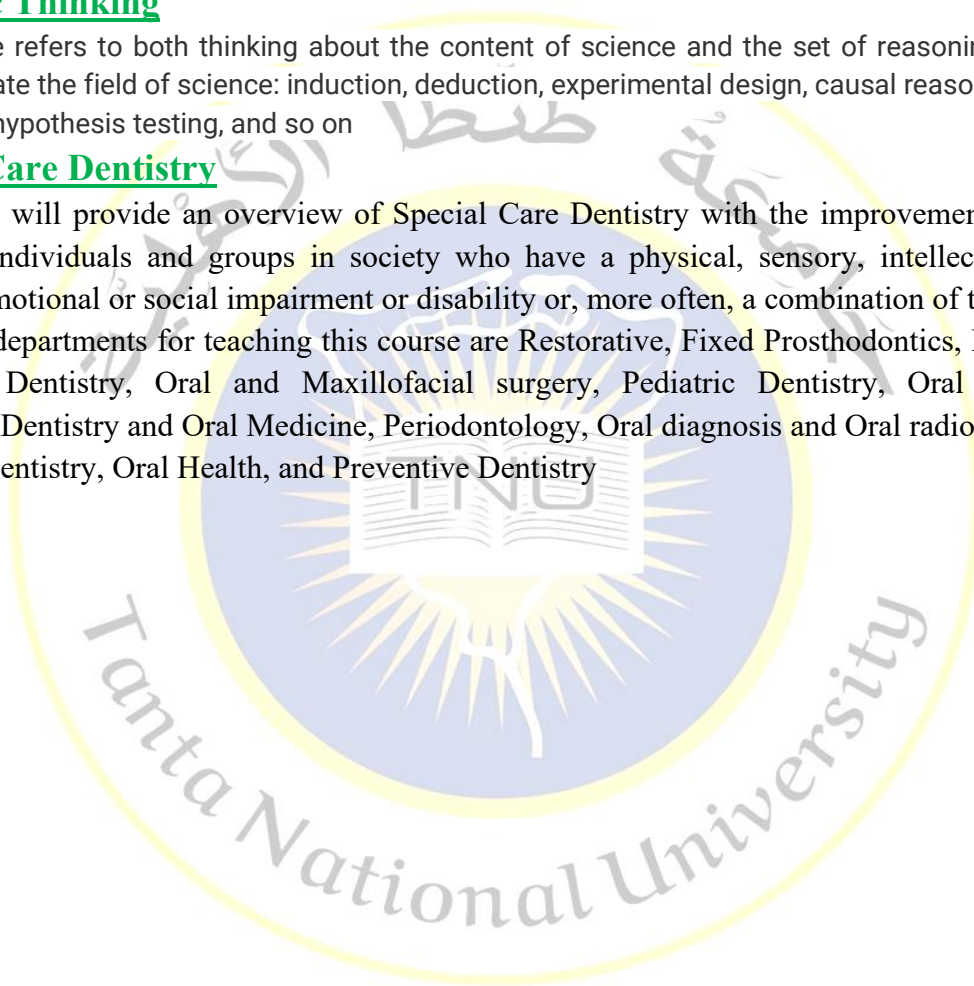 c Thinking
e refers to both thinking about the content of science and the set of reasonin
ate the field of science: induction, deduction, experimental design, causal reaso
hypothesis testing, and so on
Care Dentistry
will provide an overview of Special Care Dentistry with the improvemen
ndividuals and groups in society who have a physical, sensory, intellec
motional or social impairment or disability or, more often, a combination of t
departments for teaching this course are Restorative, Fixed Prosthodontics,
Dentistry, Oral and Maxillofacial surgery, Pediatric Dentistry, Oral
Dentistry and Oral Medicine, Periodontology, Oral diagnosis and Oral radio
entistry, Oral Health, and Preventive Dentistry
جامعة طنطا الأهلية
TNU
Tanta National University